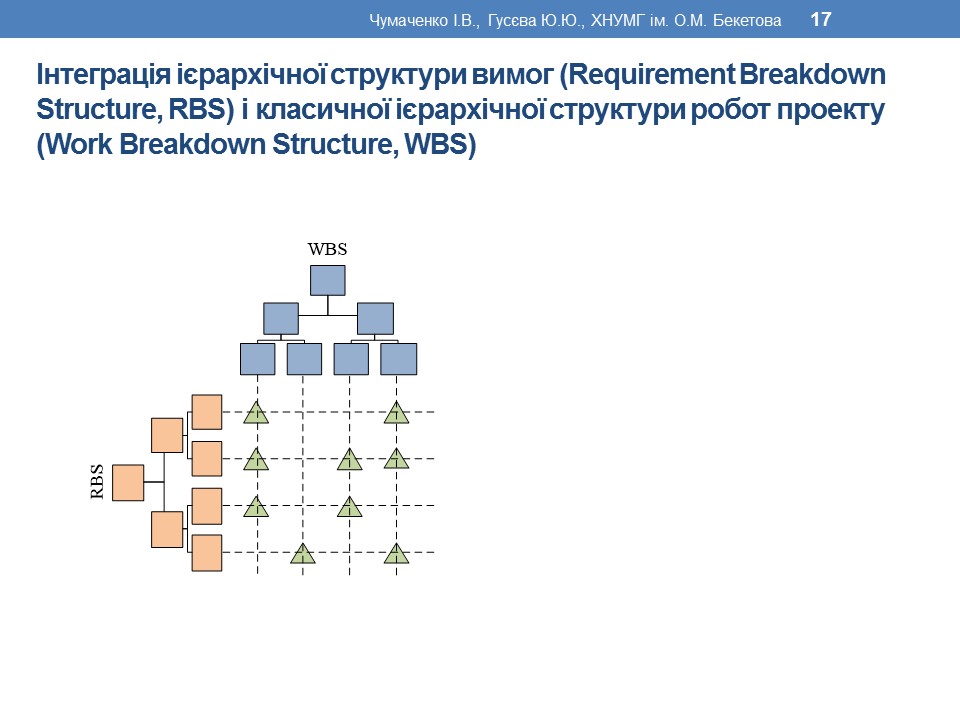 Чумаченко І.В., Гусєва Ю.Ю., ХНУМГ ім. О.М. Бекетова 17
Інтеграція ієрархічної структури вимог (Requirement Breakdown
Structure, RBS) і класичної ієрархічної структури робот проекту
(Work Breakdown Structure, WBS)
WBS
RBS